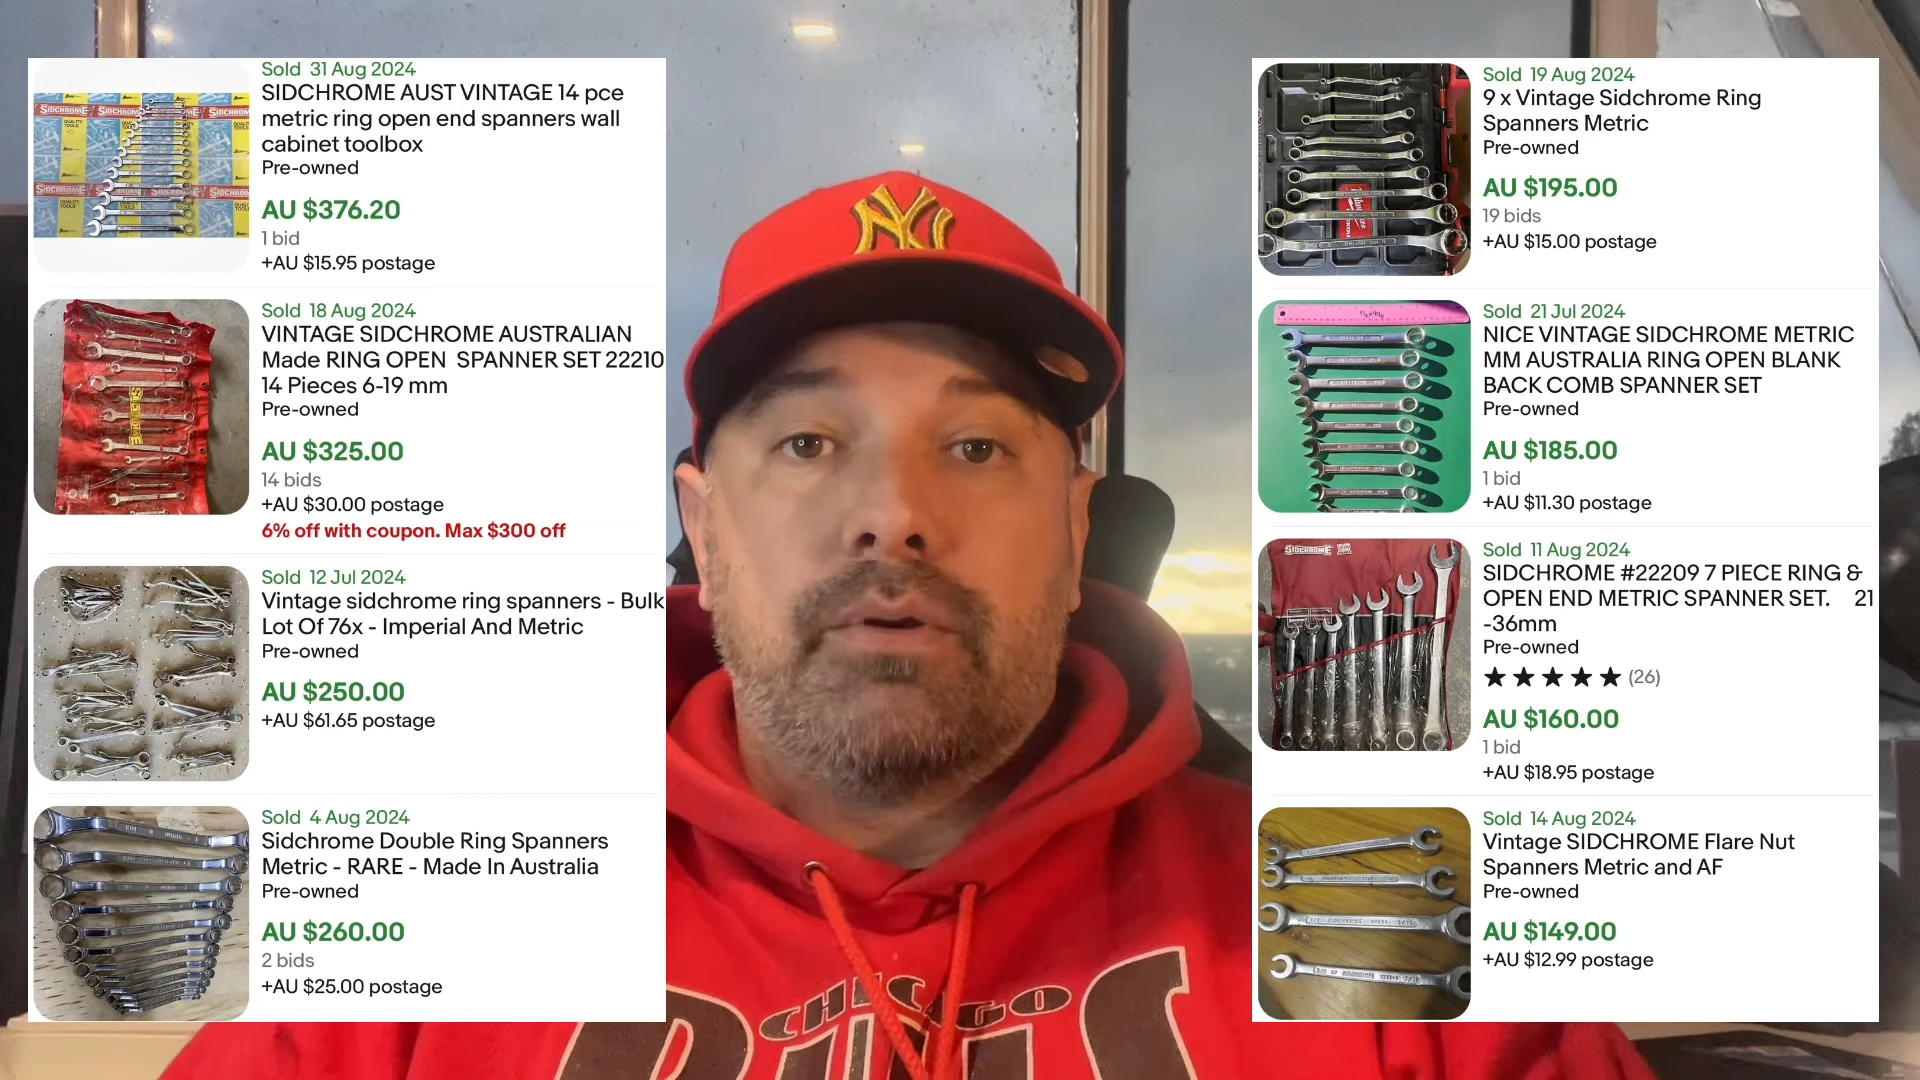 Sold 31 Aug 2024
SIDCHROME AUST VINTAGE 14 pce
metric ring open end spanners wall
cabinet toolbox
Pre-owned
AU $376.20
1 bid
+AU $15.95 postage
Sold 18 Aug 2024
VINTAGE SIDCHROME AUSTRALIAN
Made RING OPEN SPANNER SET 22210
14 Pieces 6-19 mm
Pre-owned
AU $325.00
14 bids
+AU $30.00 postage
6% off with coupon. Max $300 off
Sold 12 Jul 2024
Vintage sidchrome ring spanners - Bulk
Lot Of 76x - Imperial And Metric
Pre-owned
AU $250.00
+AU $61.65 postage
Sold 4 Aug 2024
Sidchrome Double Ring Spanners
Metric - RARE - Made In Australia
Pre-owned
AU $260.00
2 bids
+AU $25.00 postage
SIDCHROME
SIDCHROME
SIDCHROME
QUALITY TOOLS
SIDCHROME
NY
CHICAGO
BULLS
Sold 19 Aug 2024
9 x Vintage Sidchrome Ring
Spanners Metric
Pre-owned
AU $195.00
19 bids
+AU $15.00 postage
Sold 21 Jul 2024
NICE VINTAGE SIDCHROME METRIC
MM AUSTRALIA RING OPEN BLANK
BACK COMB SPANNER SET
Pre-owned
AU $185.00
1 bid
+AU $11.30 postage
Sold 11 Aug 2024
SIDCHROME #22209 7 PIECE RING &
OPEN END METRIC SPANNER SET. 21
-36mm
Pre-owned
★★★★★ (26)
AU $160.00
1 bid
+AU $18.95 postage
Sold 14 Aug 2024
Vintage SIDCHROME Flare Nut
Spanners Metric and AF
Pre-owned
AU $149.00
+AU $12.99 postage
SIDCHROME